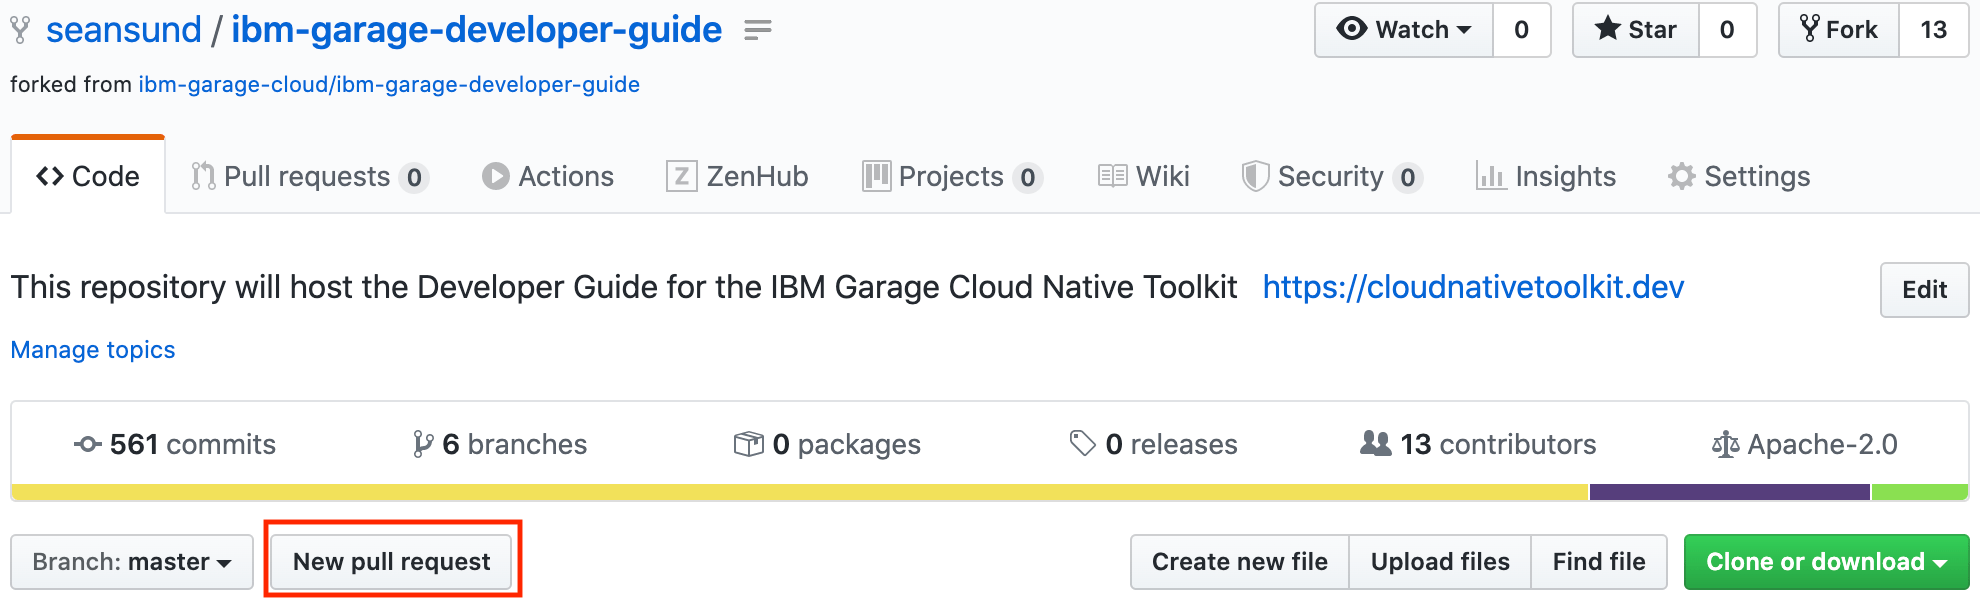 seansund / ibm-garage-developer-guide Watch 0 Star 0 Fork 13
forked from ibm-garage-cloud/ibm-garage-developer-guide
Code Pull requests 0 Actions Z ZenHub Projects 0 Wiki Security 0 Insights Settings
This repository will host the Developer Guide for the IBM Garage Cloud Native Toolkit https://cloudnativetoolkit.dev Edit
Manage topics
561 commits 6 branches 0 packages 0 releases 13 contributors Apache-2.0
Branch: master New pull request Create new file Upload files Find file Clone or download